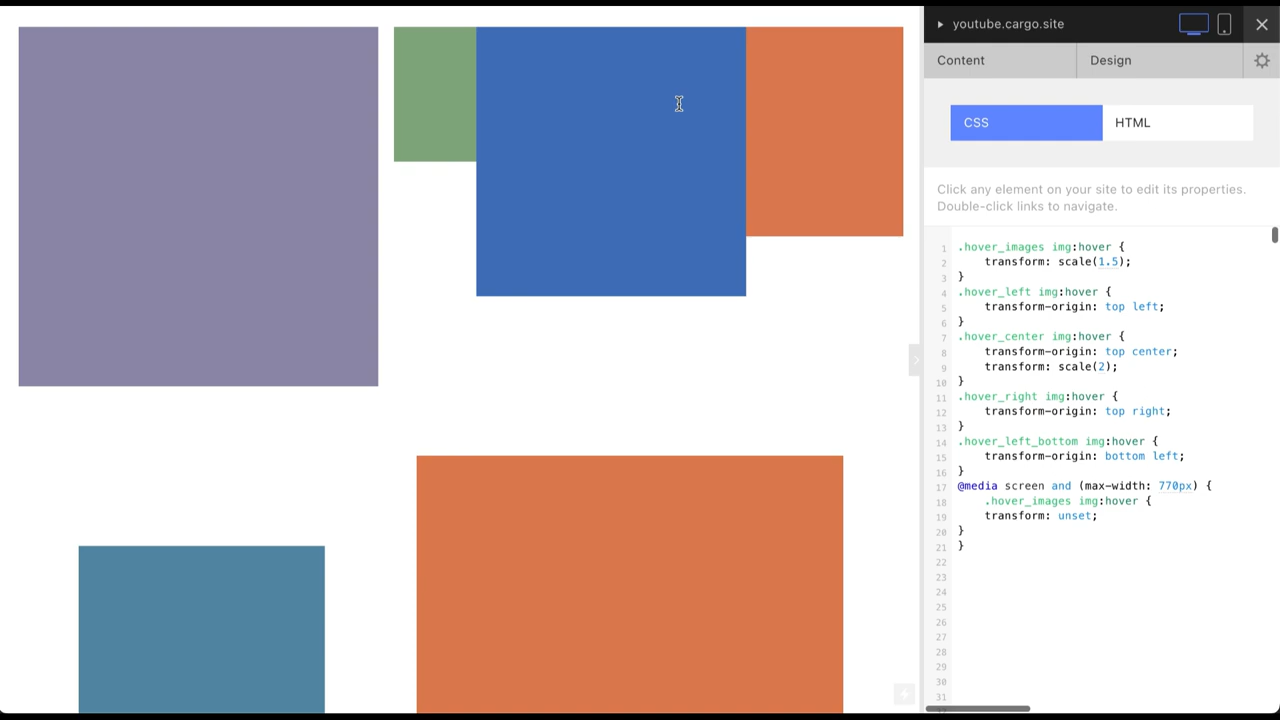 youtube.cargo.site
Content Design
CSS HTML
Click any element on your site to edit its properties.
Double-click links to navigate.
1 .hover_images img:hover {
2 transform: scale(1.5);
3 }
4 .hover_left img:hover {
5 transform-origin: top left;
6 }
7 .hover_center img:hover {
8 transform-origin: top center;
9 transform: scale(2);
10 }
11 .hover_right img:hover {
12 transform-origin: top right;
13 }
14 .hover_left_bottom img:hover {
15 transform-origin: bottom left;
16 }
17 @media screen and (max-width: 770px) {
18 .hover_images img:hover {
19 transform: unset;
20 }
21 }
22
23
24
25
26
27
28
29
30
31